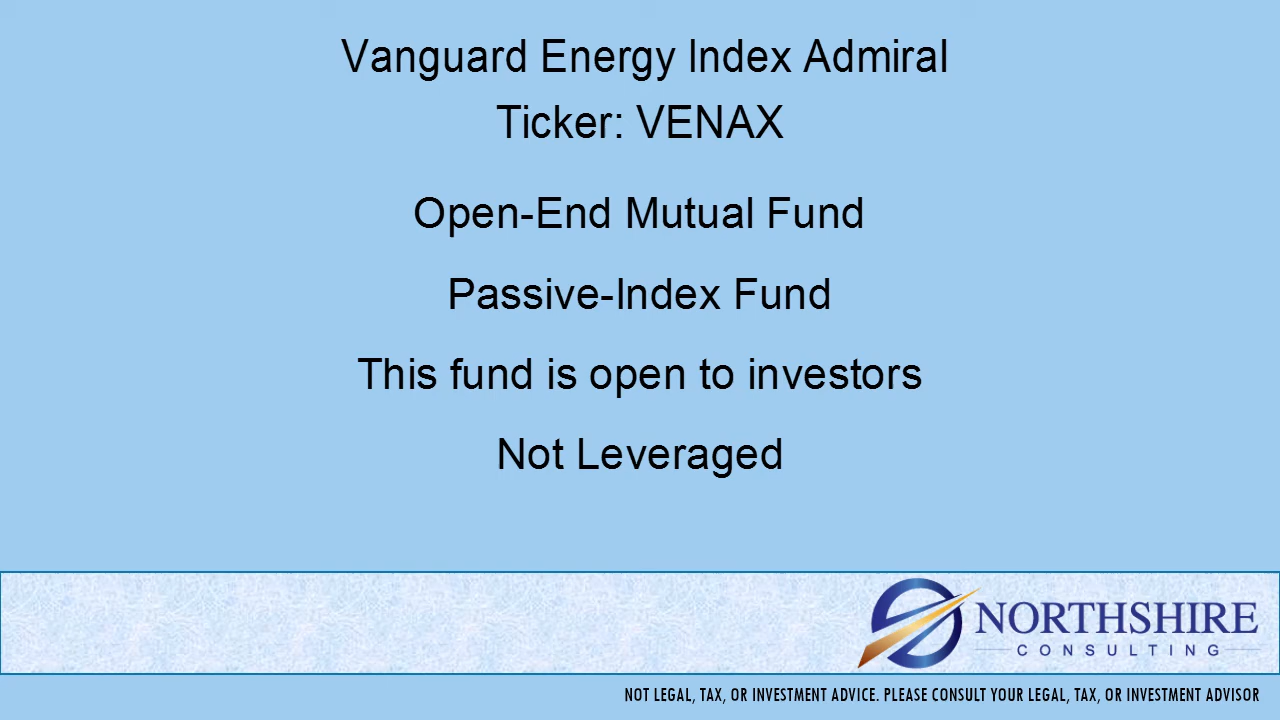 Vanguard Energy Index Admiral
Ticker: VENAX
Open-End Mutual Fund
Passive-Index Fund
This fund is open to investors
Not Leveraged
NORTHSHIRE
CONSULTING
NOT LEGAL, TAX, OR INVESTMENT ADVICE. PLEASE CONSULT YOUR LEGAL, TAX, OR INVESTMENT ADVISOR